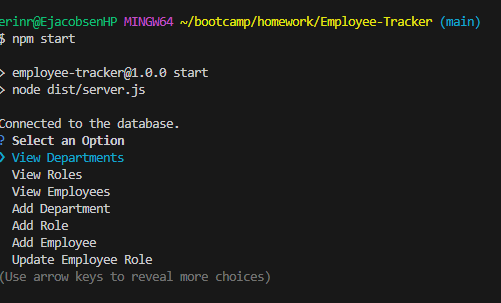 erinr@EjacobsenHP MINGW64 ~/bootcamp/homework/Employee-Tracker (main)
$ npm start
> employee-tracker@1.0.0 start
> node dist/server.js
Connected to the database.
? Select an Option
❯ View Departments
View Roles
View Employees
Add Department
Add Role
Add Employee
Update Employee Role
(Use arrow keys to reveal more choices)